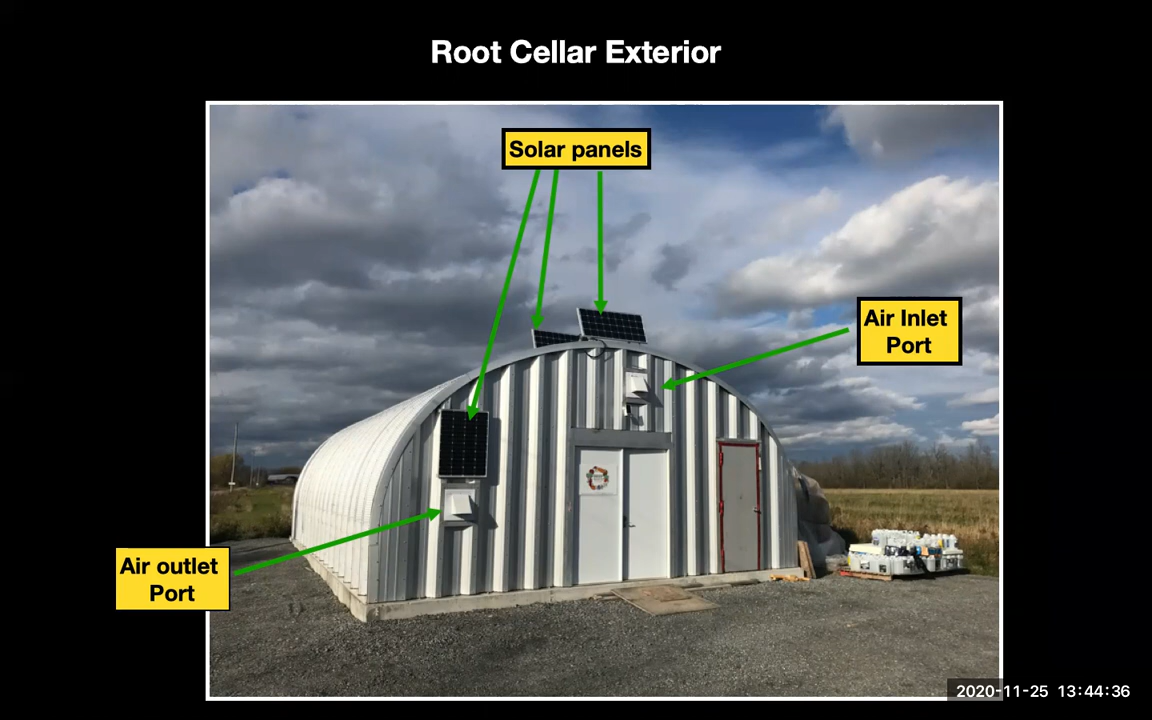 Root Cellar Exterior
Solar panels
Air Inlet
Port
Air outlet
Port
2020-11-25 13:44:36